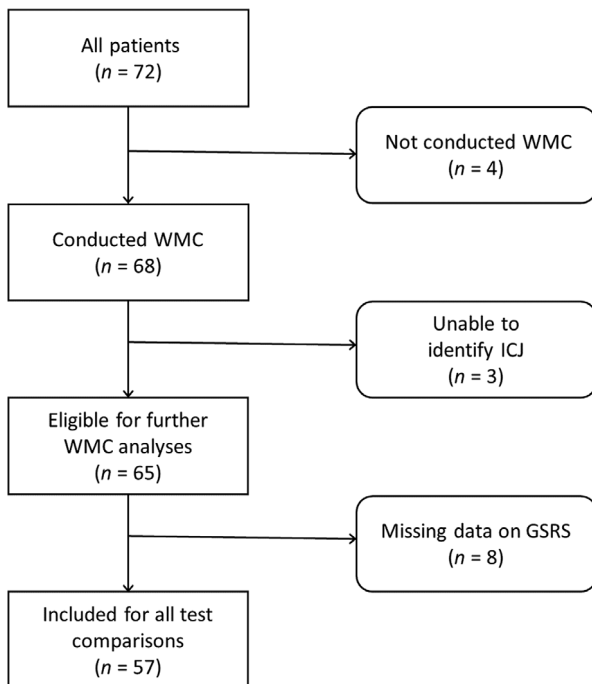 All patients
(n = 72)
Not conducted WMC
(n = 4)
Conducted WMC
(n = 68)
Unable to
identify ICJ
(n = 3)
Eligible for further
WMC analyses
(n = 65)
Missing data on GSRS
(n = 8)
Included for all test
comparisons
(n = 57)